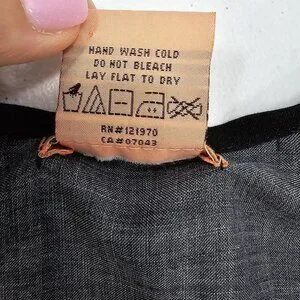 HAND WASH COLD
DO NOT BLEACH
LAY FLAT TO DRY
RN#121970
CA#07043